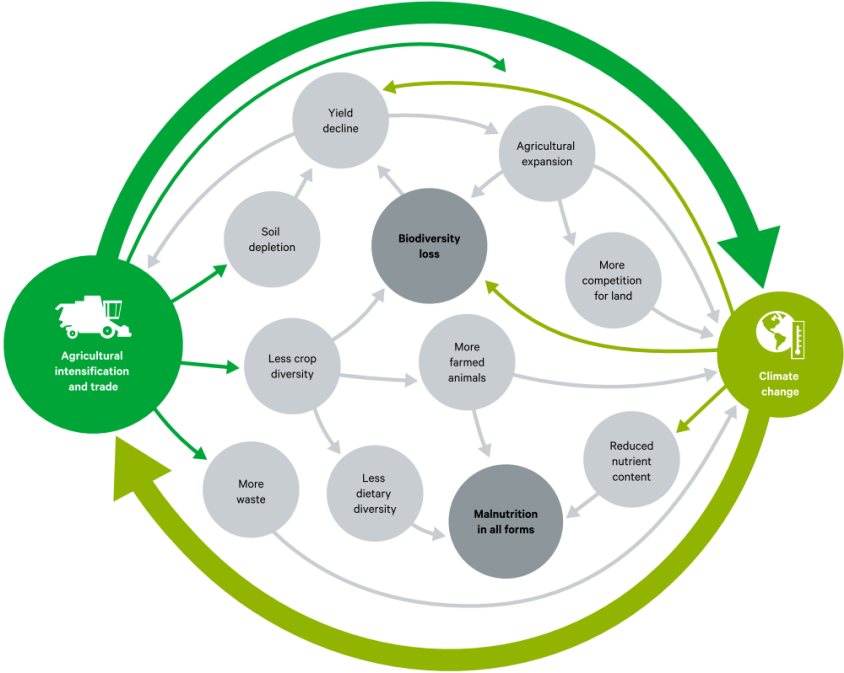 Yield
decline
Agricultural
expansion
Soil
depletion
Biodiversity
loss
More
competition
for land
Agricultural
intensification
and trade
Less crop
diversity
More
farmed
animals
Climate
change
More
waste
Less
dietary
diversity
Reduced
nutrient
content
Malnutrition
in all forms